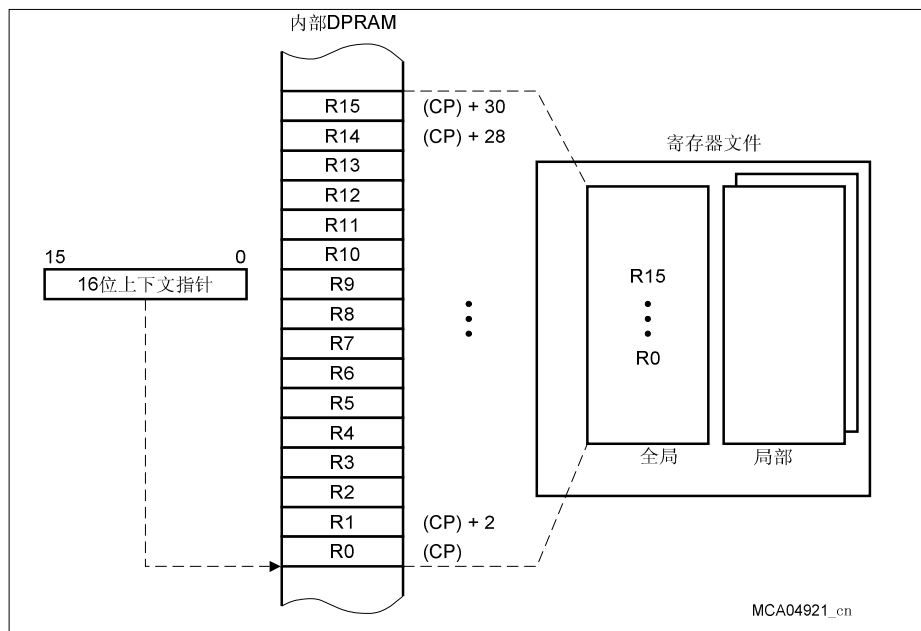 内部DPRAM
R15 (CP) + 30
R14 (CP) + 28
R13
R12
R11
R10
R9
R8
R7
R6
R5
R4
R3
R2
R1 (CP) + 2
R0 (CP)
15 0
16位上下文指针
寄存器文件
R15
R0
全局
局部
MCA04921_cn